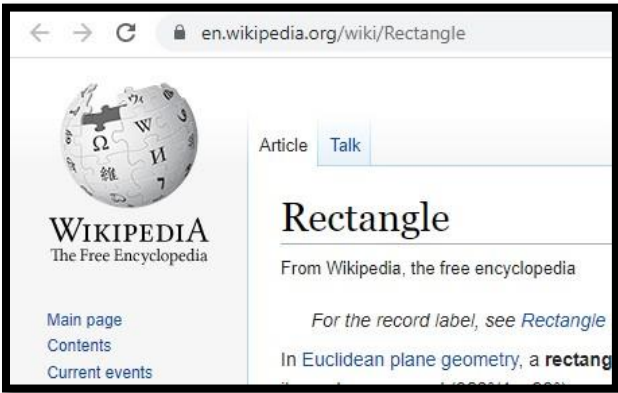 en.wikipedia.org/wiki/Rectangle
Article Talk
WIKIPEDIA
The Free Encyclopedia
Rectangle
From Wikipedia, the free encyclopedia
For the record label, see Rectangle
Main page
Contents
Current events
In Euclidean plane geometry, a rectang